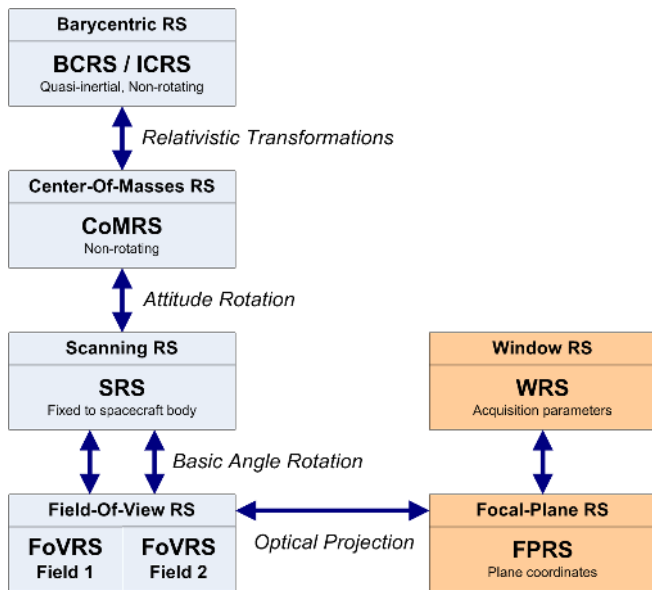 Barycentric RS
BCRS / ICRS
Quasi-inertial, Non-rotating
Relativistic Transformations
Center-Of-Masses RS
CoMRS
Non-rotating
Attitude Rotation
Scanning RS
SRS
Fixed to spacecraft body
Window RS
WRS
Acquisition parameters
Basic Angle Rotation
Field-Of-View RS
FoVRS
Field 1
FoVRS
Field 2
Optical Projection
Focal-Plane RS
FPRS
Plane coordinates